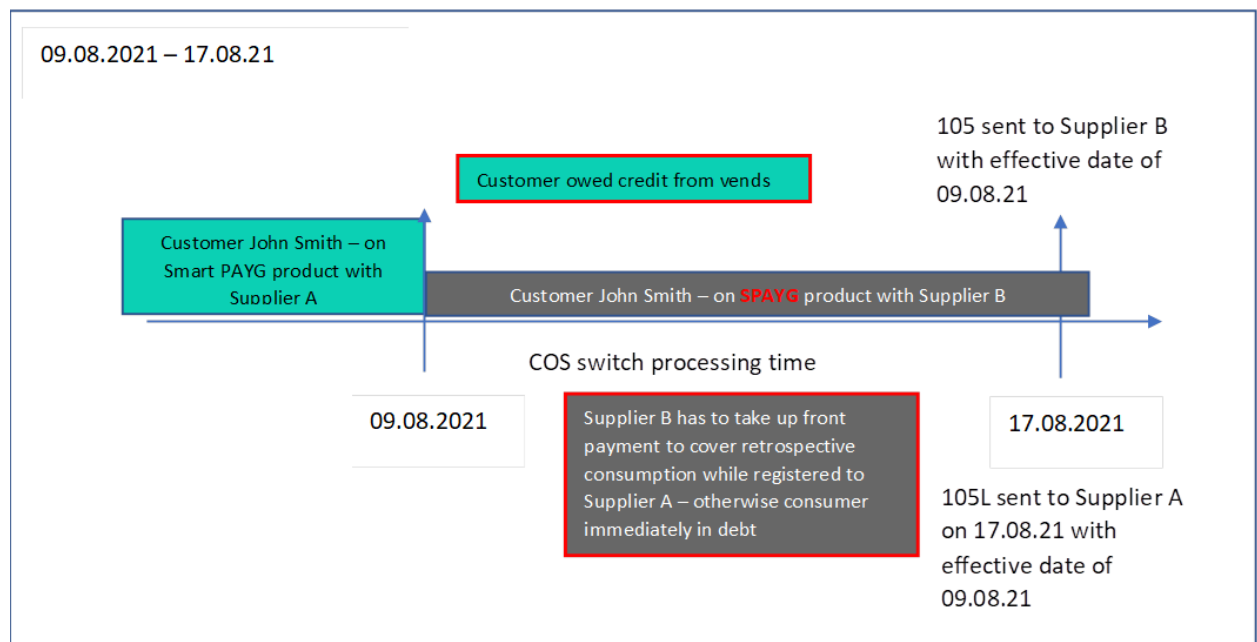 09.08.2021 – 17.08.21
105 sent to Supplier B
with effective date of
09.08.21
Customer owed credit from vends
Customer John Smith – on
Smart PAYG product with
Supplier A
Customer John Smith – on SPAYG product with Supplier B
COS switch processing time
09.08.2021
Supplier B has to take up front
payment to cover retrospective
consumption while registered to
Supplier A – otherwise consumer
immediately in debt
17.08.2021
105L sent to Supplier A
on 17.08.21 with
effective date of
09.08.21